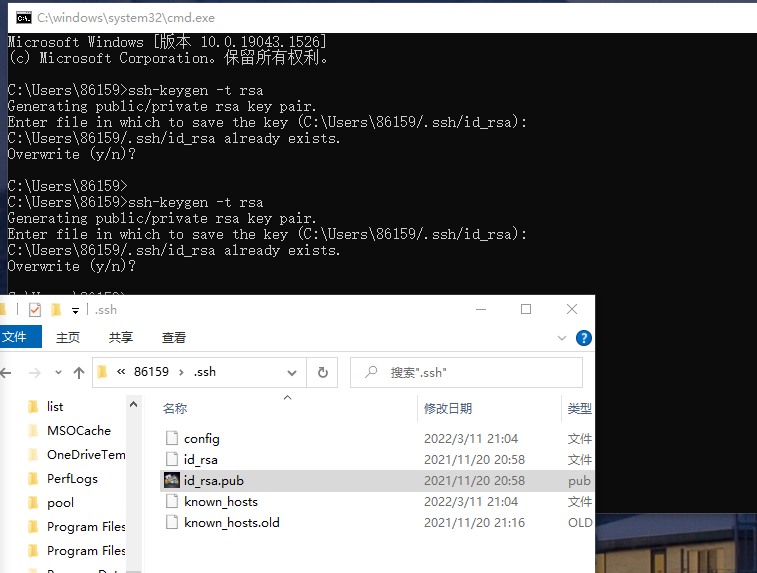 C:\windows\system32\cmd.exe
Microsoft Windows [版本 10.0.19043.1526]
(c) Microsoft Corporation。保留所有权利。
C:\Users\86159>ssh-keygen -t rsa
Generating public/private rsa key pair.
Enter file in which to save the key (C:\Users\86159/.ssh/id_rsa):
C:\Users\86159/.ssh/id_rsa already exists.
Overwrite (y/n)?
C:\Users\86159>
C:\Users\86159>ssh-keygen -t rsa
Generating public/private rsa key pair.
Enter file in which to save the key (C:\Users\86159/.ssh/id_rsa):
C:\Users\86159/.ssh/id_rsa already exists.
Overwrite (y/n)?
.ssh
文件 主页 共享 查看
« 86159 › .ssh 搜索".ssh"
名称 修改日期 类型
list
MSOCache
OneDriveTem
PerfLogs
pool
Program Files
Program Files
config 2022/3/11 21:04 文件
id_rsa 2021/11/20 20:58 文件
id_rsa.pub 2021/11/20 20:58 pub
known_hosts 2022/3/11 21:04 文件
known_hosts.old 2021/11/20 21:16 OLD